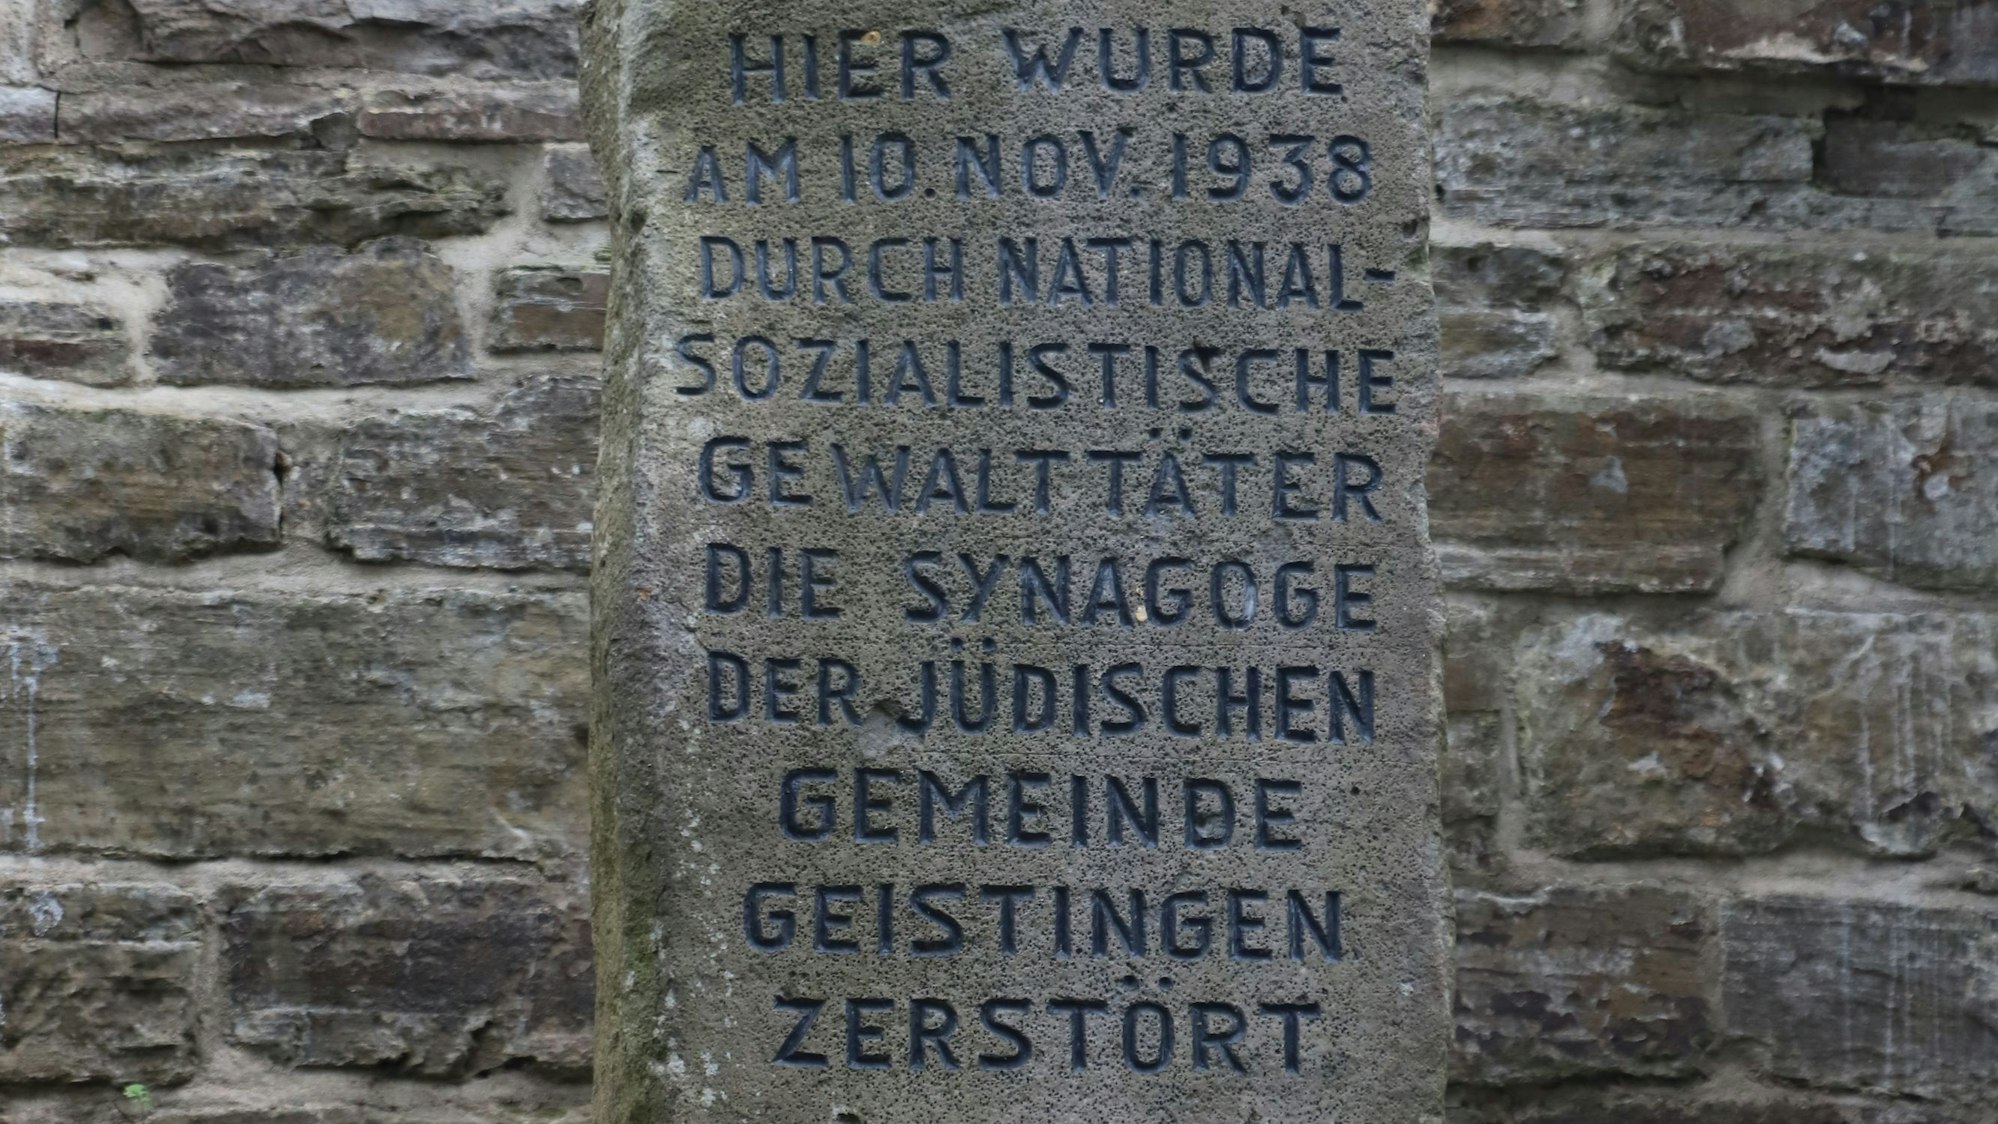 HIER WURDE
AM 10. NOV. 1938
DURCH NATIONAL-
SOZIALISTISCHE
GEWALTTÄTER
DIE SYNAGOGE
DER JÜDISCHEN
GEMEINDE
GEISTINGEN
ZERSTÖRT